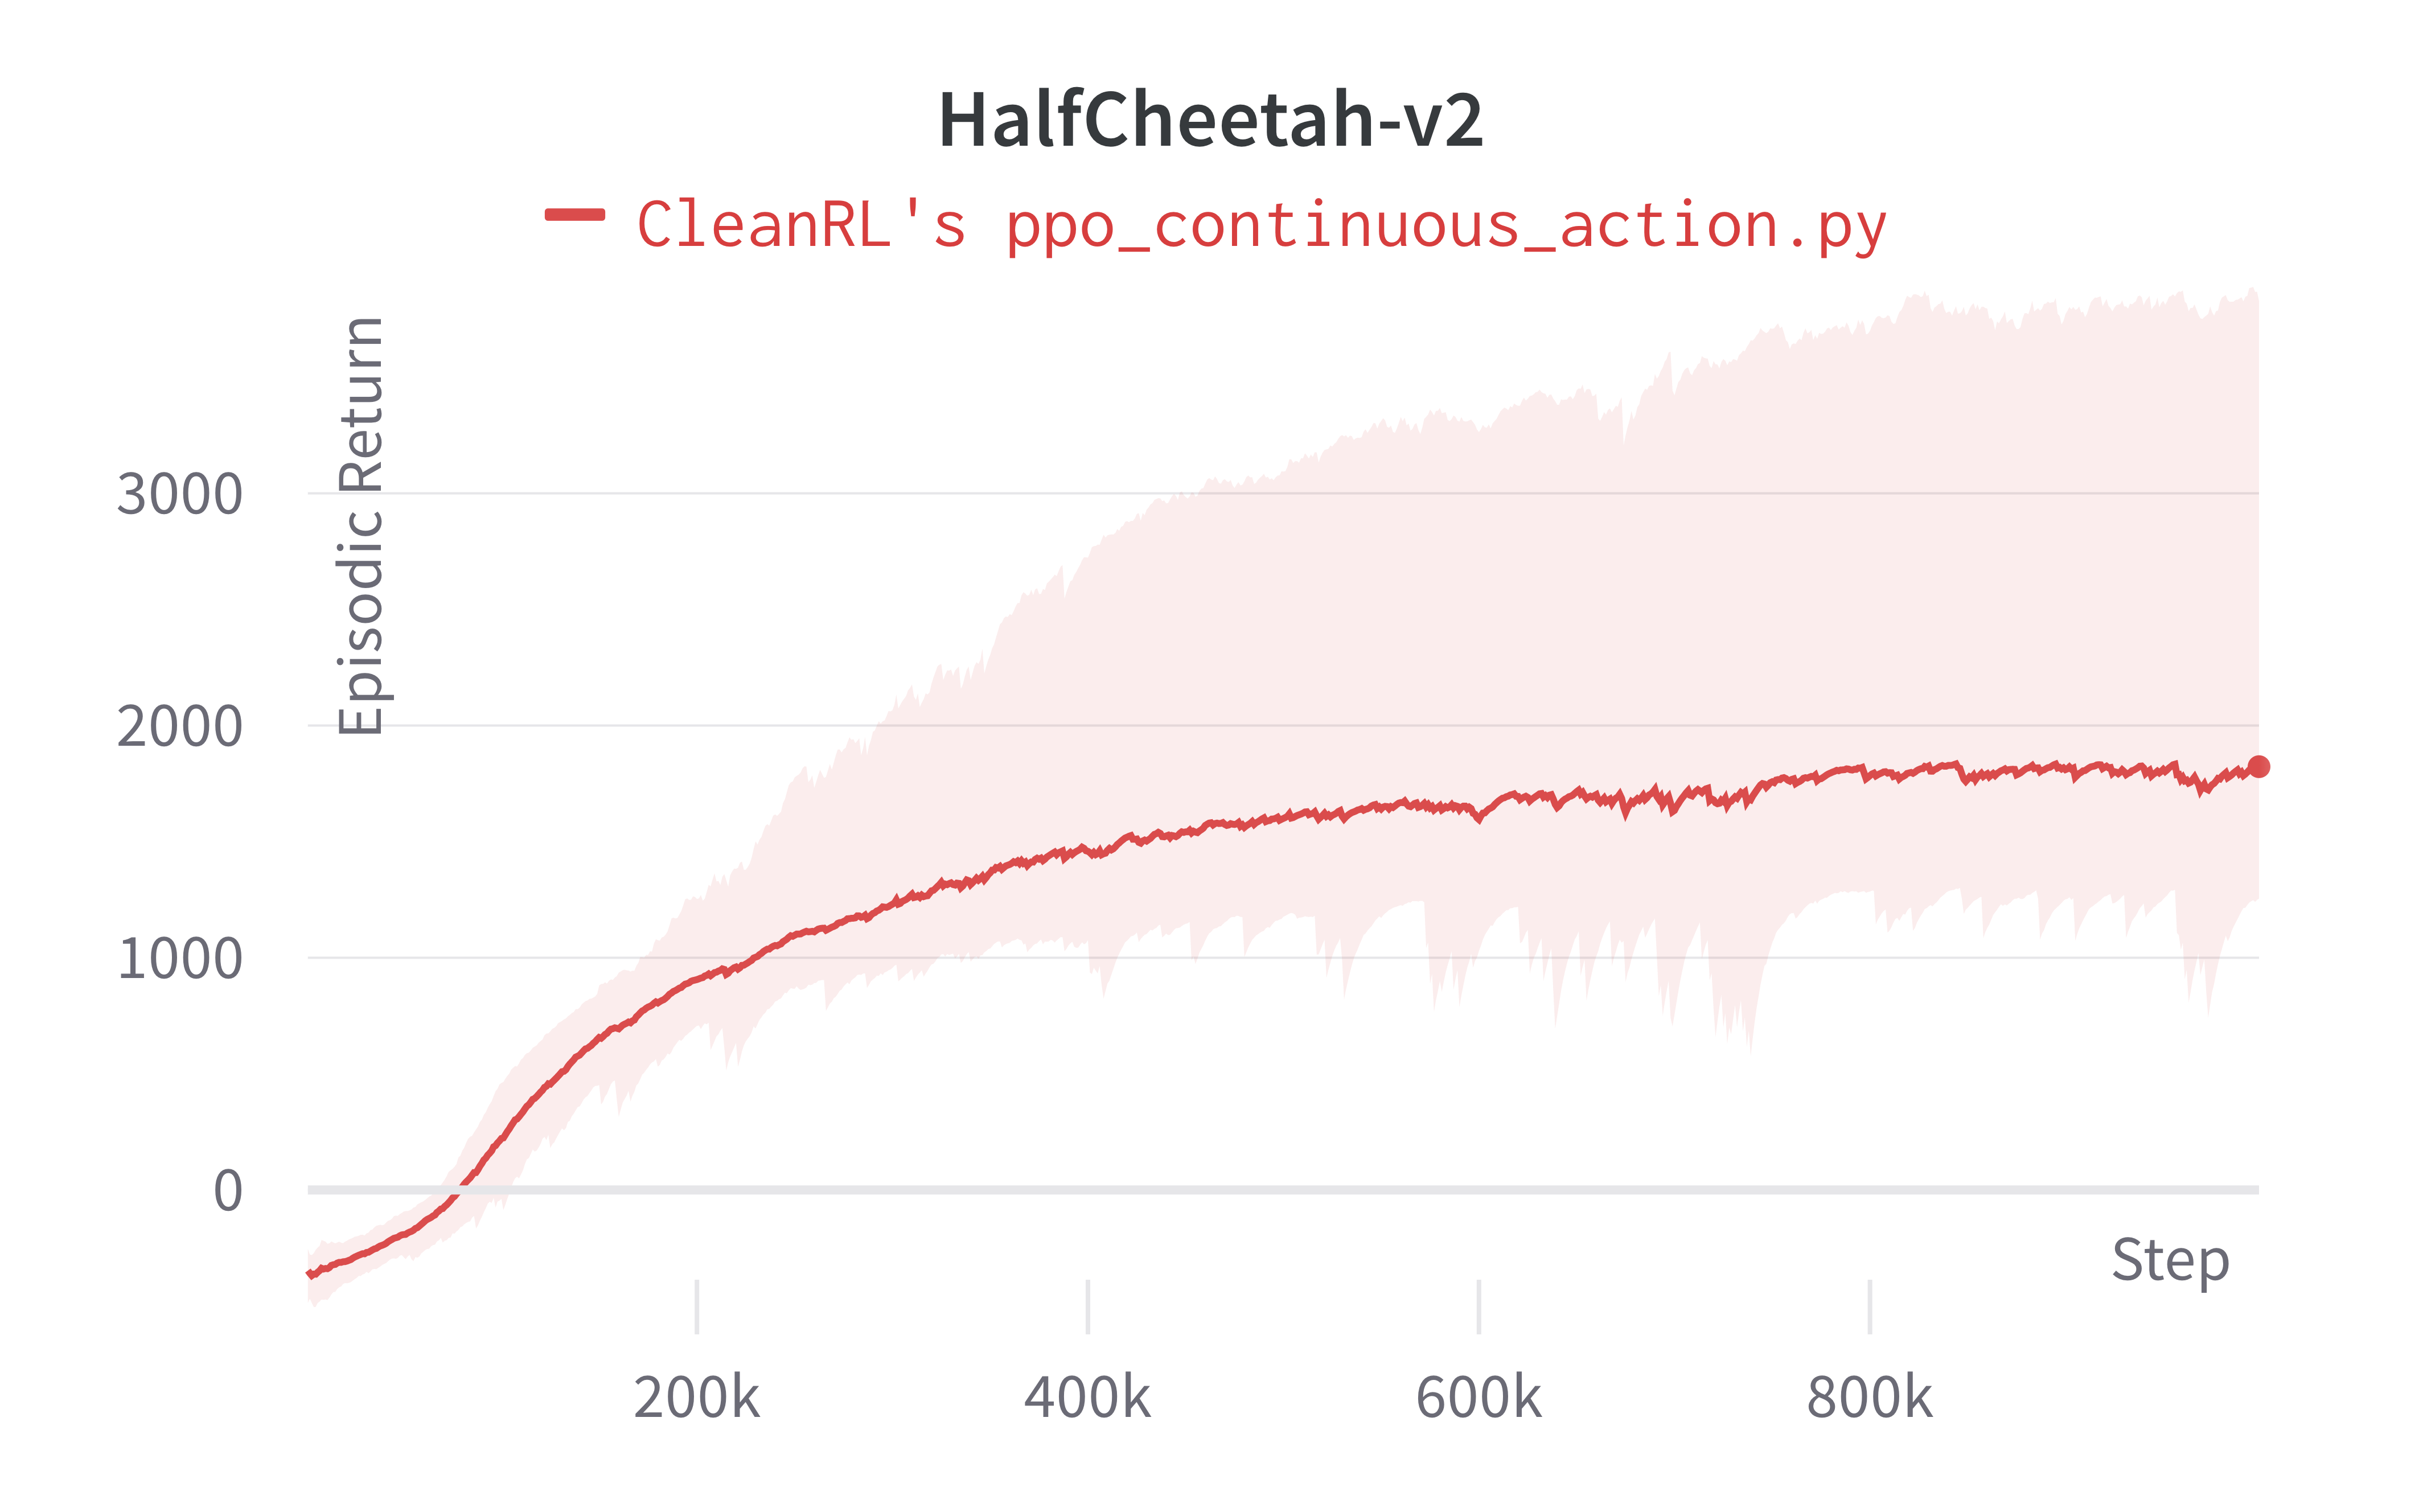 HalfCheetah-v2
CleanRL's ppo_continuous_action.py
Episodic Return
3000
2000
1000
0
Step
200k
400k
600k
800k